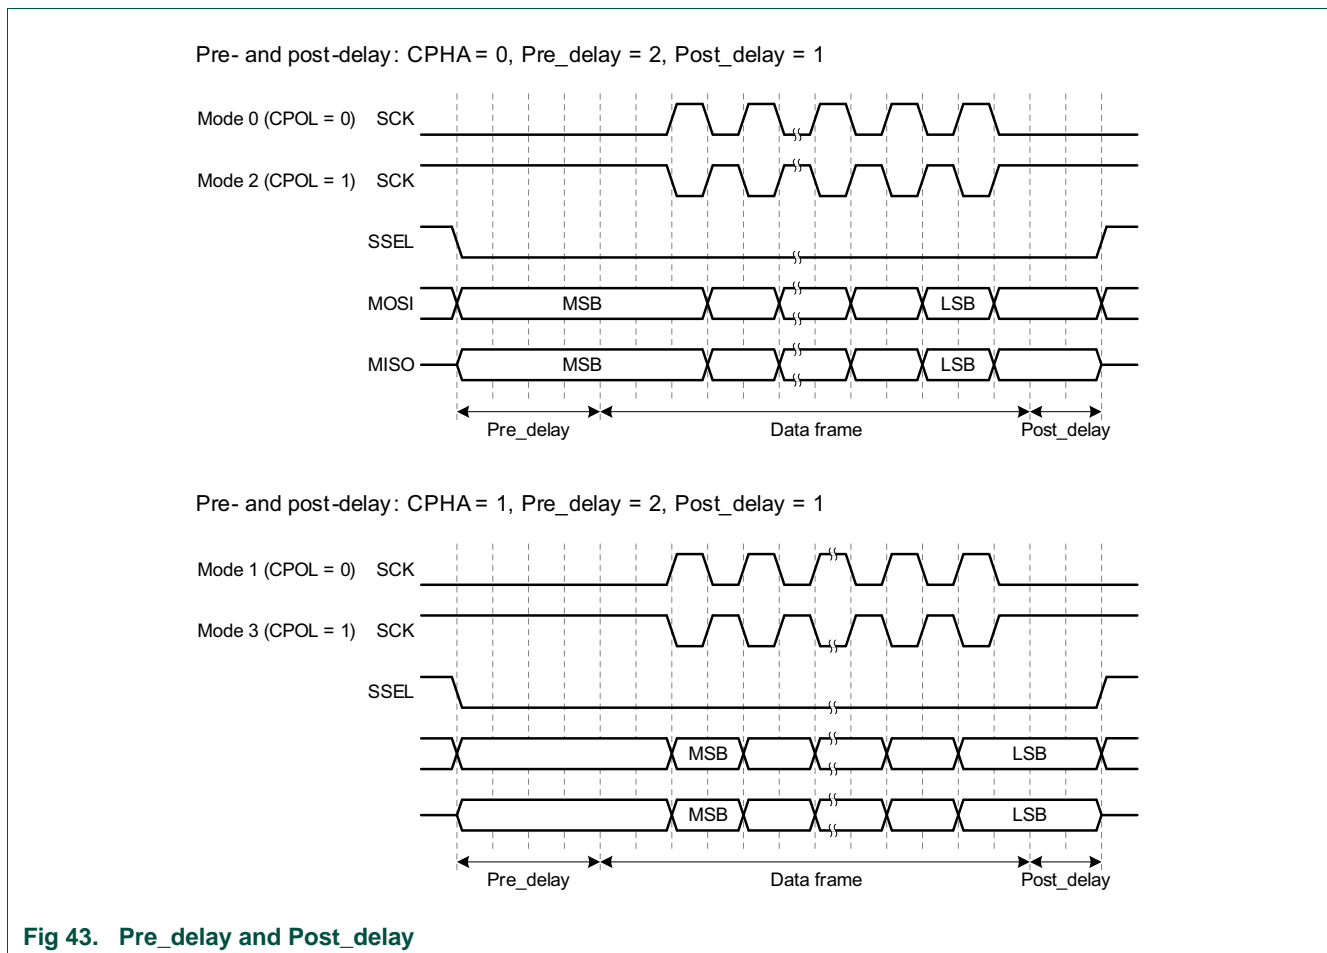 Pre- and post-delay: CPHA = 0, Pre_delay = 2, Post_delay = 1
Mode 0 (CPOL = 0) SCK
Mode 2 (CPOL = 1) SCK
SSEL
MOSI MSB LSB
MISO MSB LSB
Pre_delay Data frame Post_delay
Pre- and post-delay: CPHA = 1, Pre_delay = 2, Post_delay = 1
Mode 1 (CPOL = 0) SCK
Mode 3 (CPOL = 1) SCK
SSEL
MSB LSB
MSB LSB
Pre_delay Data frame Post_delay
Fig 43. Pre_delay and Post_delay